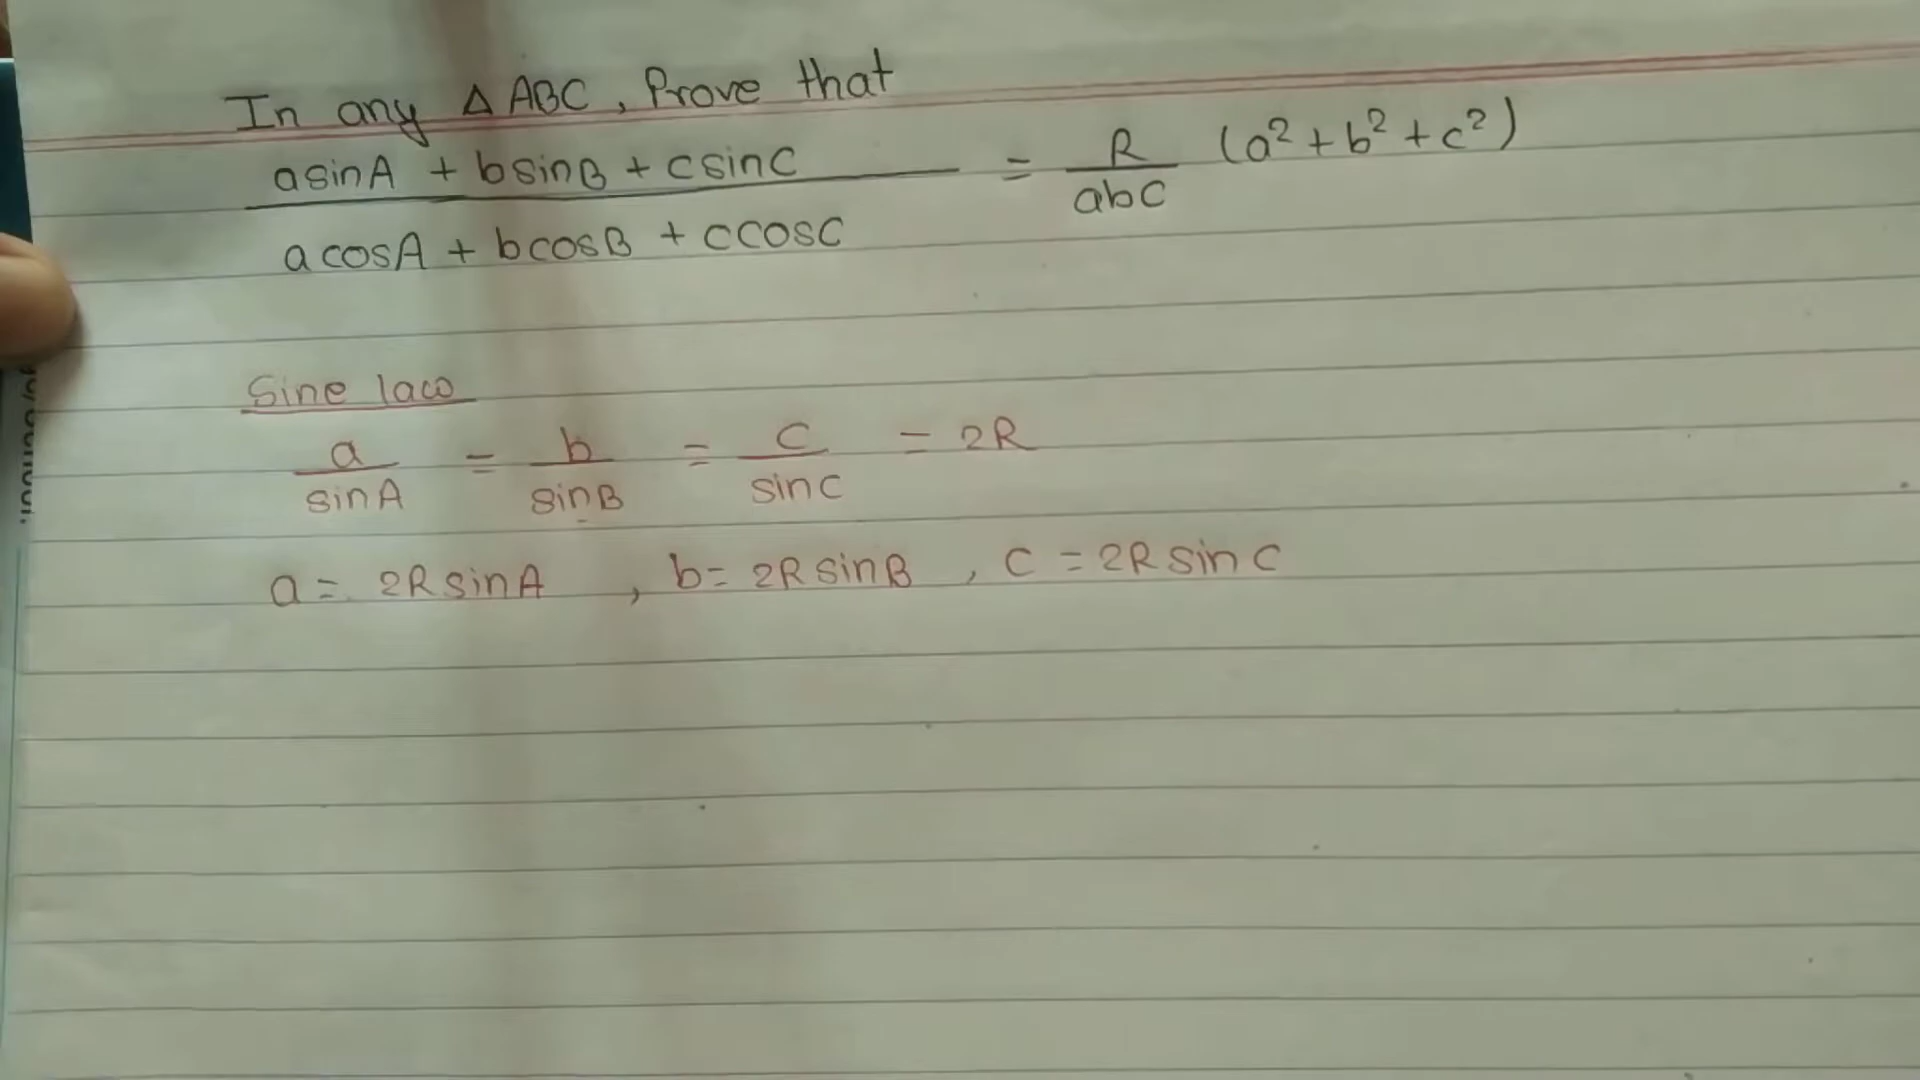 In any △ ABC, Prove that
a sinA + b sinB + c sinC / a cosA + b cosB + c cosC = R / abc (a² + b² + c²)
Sine law
a / sinA = b / sinB = c / sinC = 2R
a = 2R sinA , b = 2R sinB , c = 2R sin C